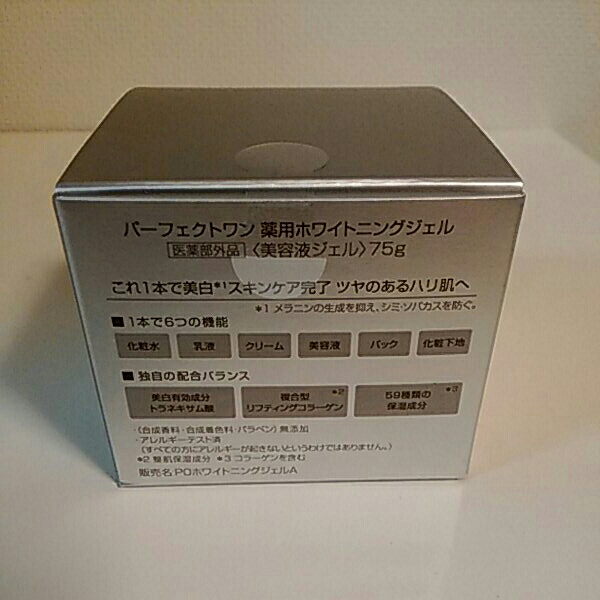 パーフェクトワン 薬用ホワイトニングジェル
医薬部外品 〈美容液ジェル〉75g
これ1本で美白*1スキンケア完了 ツヤのあるハリ肌へ
*1 メラニンの生成を抑え、シミ・ソバカスを防ぐ。
■ 1本で6つの機能
化粧水 乳液 クリーム 美容液 パック 化粧下地
■ 独自の配合バランス
美白有効成分 複合型*2 59種類の*3
トラネキサム酸 リフティングコラーゲン 保湿成分
・〈合成香料・合成着色料・パラベン〉無添加
・アレルギーテスト済
(すべての方にアレルギーが起きないというわけではありません。)
*2 整肌保湿成分 *3 コラーゲンを含む
販売名 POホワイトニングジェルA